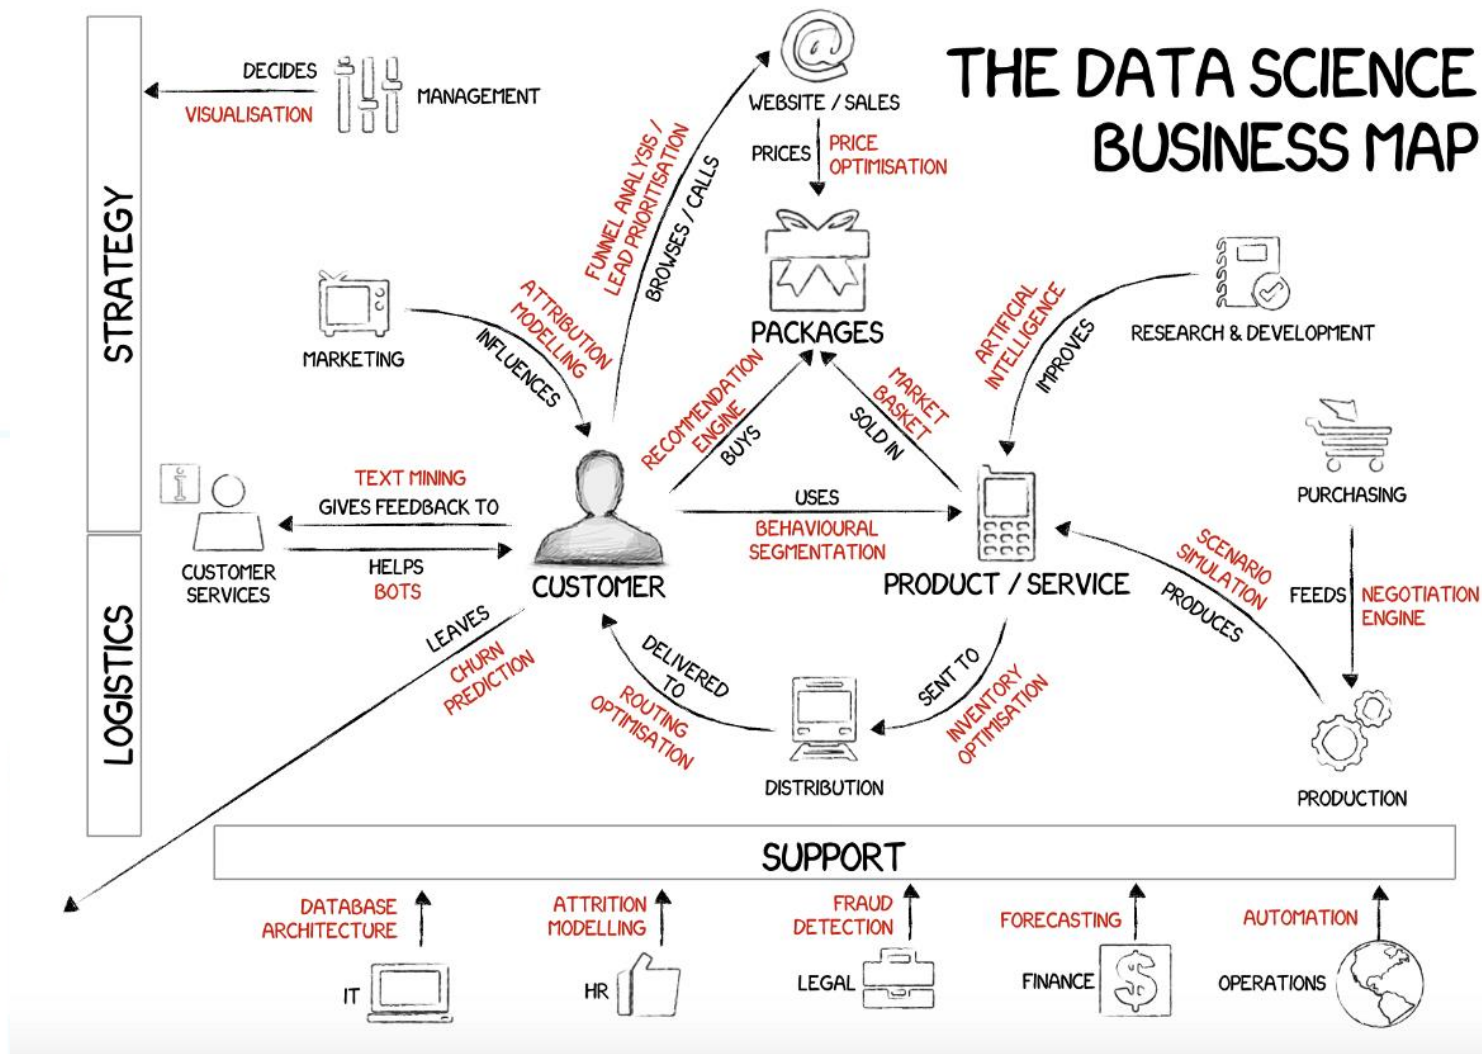 THE DATA SCIENCE
BUSINESS MAP
STRATEGY
LOGISTICS
DECIDES
VISUALISATION
MANAGEMENT
WEBSITE / SALES
PRICES
PRICE
OPTIMISATION
FUNNEL ANALYSIS /
LEAD PRIORITISATION
BROWSES / CALLS
PACKAGES
MARKETING
ATTRIBUTION
MODELLING
INFLUENCES
ARTIFICIAL
INTELLIGENCE
IMPROVES
RESEARCH & DEVELOPMENT
RECOMMENDATION
ENGINE
BUYS
MARKET
BASKET
SOLD IN
PURCHASING
i
TEXT MINING
GIVES FEEDBACK TO
HELPS
BOTS
CUSTOMER
SERVICES
CUSTOMER
USES
BEHAVIOURAL
SEGMENTATION
PRODUCT / SERVICE
SCENARIO
SIMULATION
PRODUCES
FEEDS
NEGOTIATION
ENGINE
LEAVES
CHURN
PREDICTION
DELIVERED
TO
ROUTING
OPTIMISATION
SENT TO
INVENTORY
OPTIMISATION
DISTRIBUTION
PRODUCTION
SUPPORT
DATABASE
ARCHITECTURE
IT
ATTRITION
MODELLING
HR
FRAUD
DETECTION
LEGAL
FORECASTING
FINANCE
$
AUTOMATION
OPERATIONS